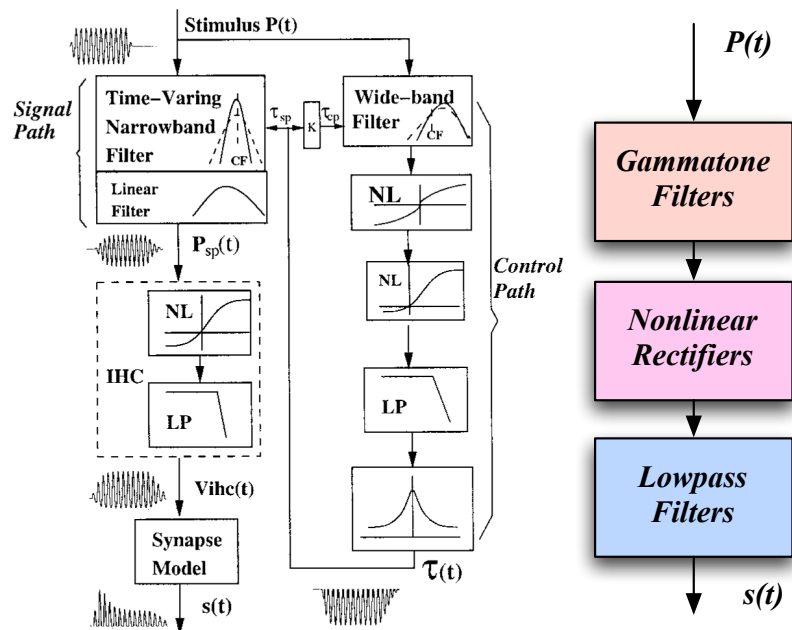 Stimulus P(t)
Signal
Path
Time-Varing
Narrowband
Filter
CF
Linear
Filter
τsp
K
τcp
Wide-band
Filter
CF
Psp(t)
NL
NL
Control
Path
IHC
NL
LP
LP
Vihc(t)
Synapse
Model
s(t)
τ(t)
P(t)
Gammatone
Filters
Nonlinear
Rectifiers
Lowpass
Filters
s(t)